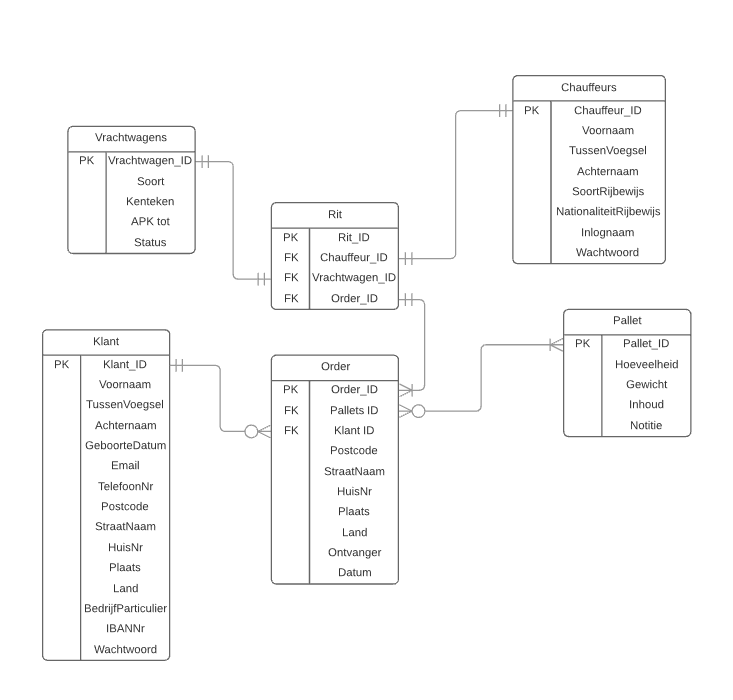 Chauffeurs
PK Chauffeur_ID
Voornaam
TussenVoegsel
Achternaam
SoortRijbewijs
NationaliteitRijbewijs
Inlognaam
Wachtwoord
Vrachtwagens
PK Vrachtwagen_ID
Soort
Kenteken
APK tot
Status
Rit
PK Rit_ID
FK Chauffeur_ID
FK Vrachtwagen_ID
FK Order_ID
Pallet
PK Pallet_ID
Hoeveelheid
Gewicht
Inhoud
Notitie
Klant
PK Klant_ID
Voornaam
TussenVoegsel
Achternaam
GeboorteDatum
Email
TelefoonNr
Postcode
StraatNaam
HuisNr
Plaats
Land
BedrijfParticulier
IBANNr
Wachtwoord
Order
PK Order_ID
FK Pallets ID
FK Klant ID
Postcode
StraatNaam
HuisNr
Plaats
Land
Ontvanger
Datum